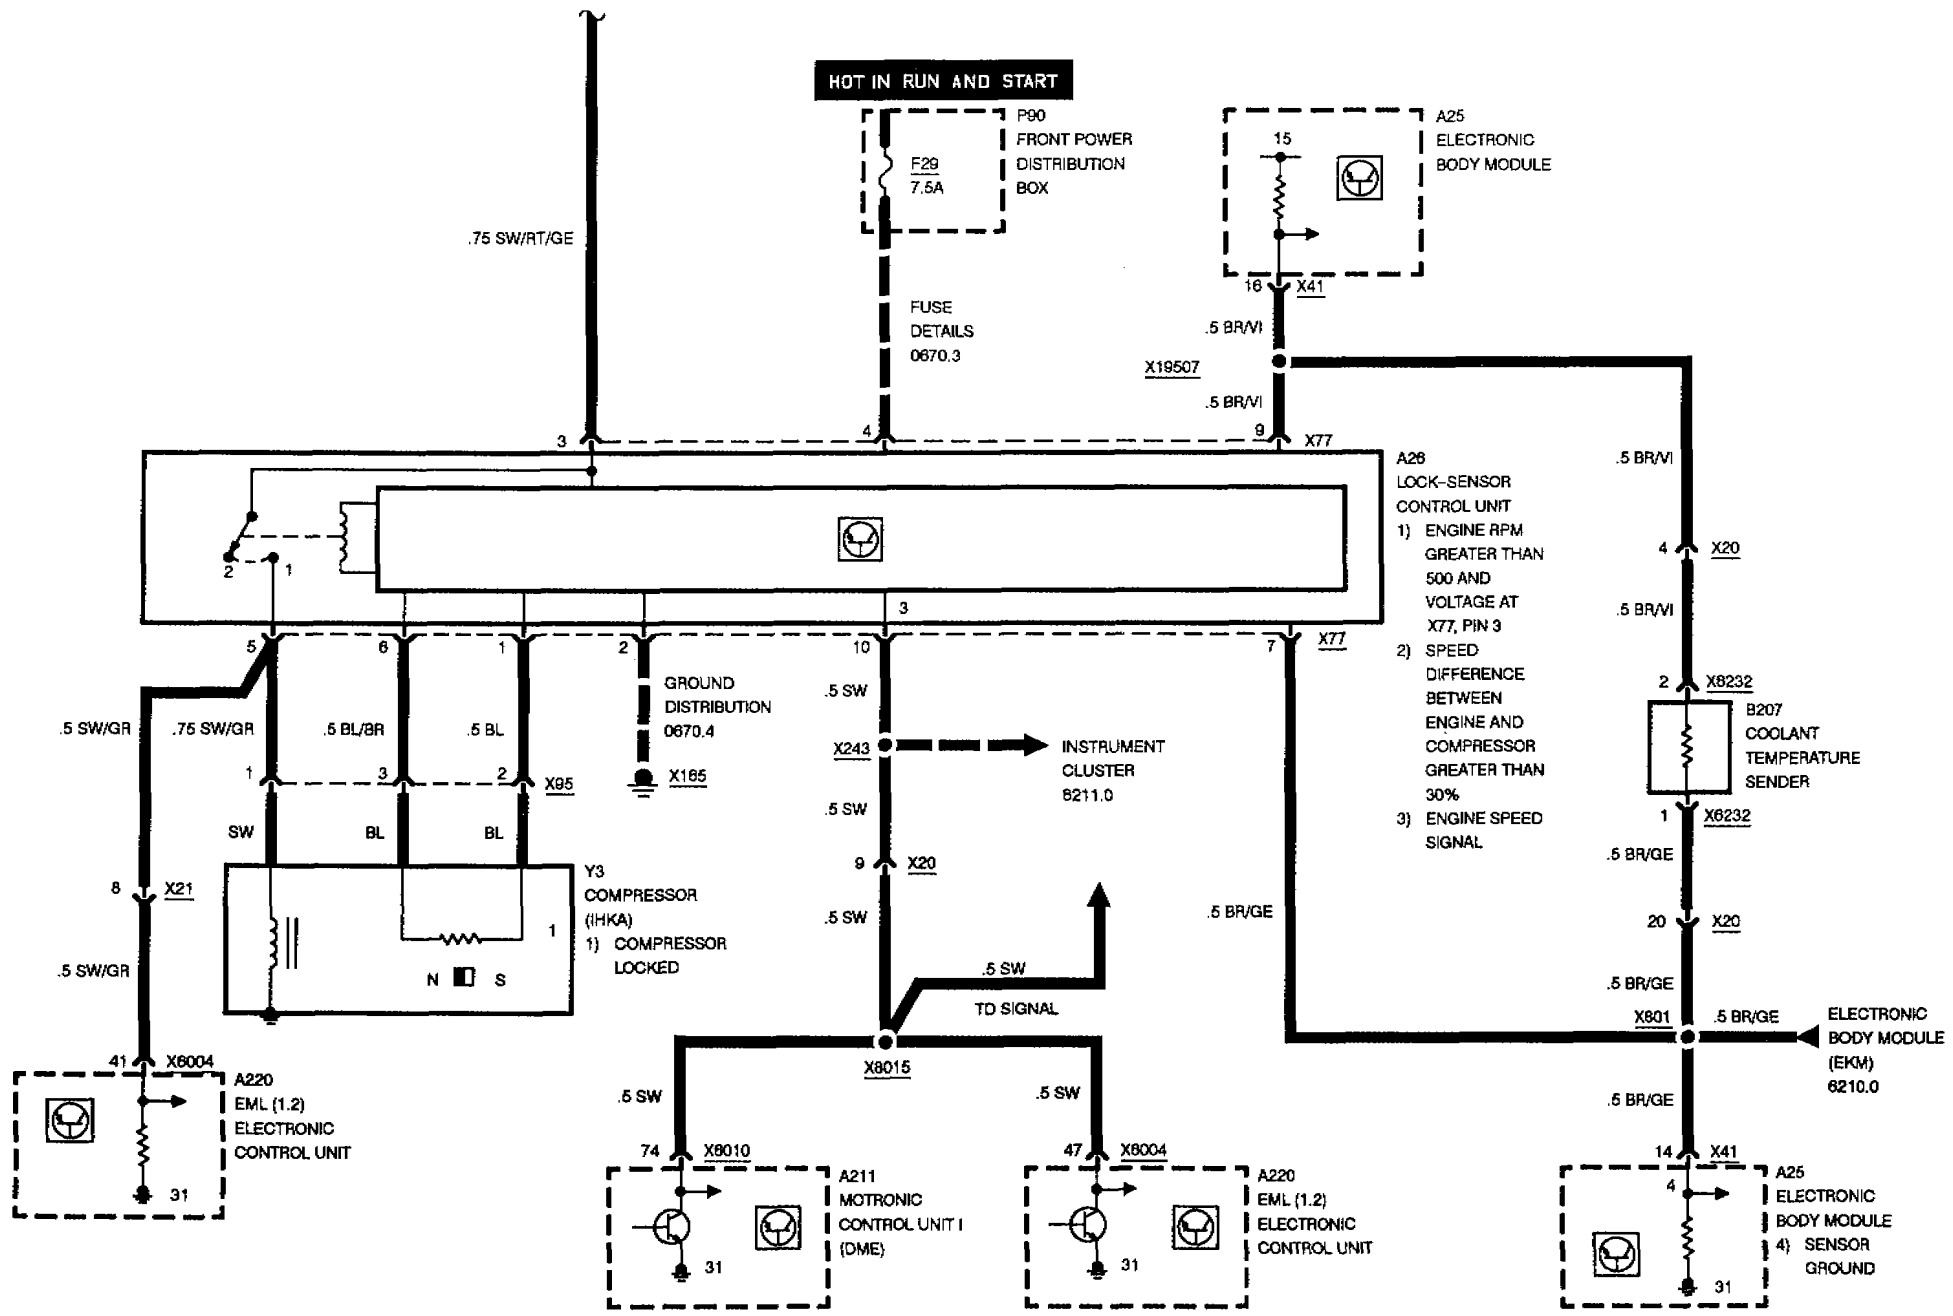 HOT IN RUN AND START
P90
FRONT POWER
DISTRIBUTION
BOX
F29
7.5A
A25
ELECTRONIC
BODY MODULE
15
.75 SW/RT/GE
16
X41
FUSE
DETAILS
0670.3
.5 BR/VI
X19507
.5 BR/VI
3
4
9
X77
A26
LOCK-SENSOR
CONTROL UNIT
1) ENGINE RPM
GREATER THAN
500 AND
VOLTAGE AT
X77, PIN 3
2) SPEED
DIFFERENCE
BETWEEN
ENGINE AND
COMPRESSOR
GREATER THAN
30%
3) ENGINE SPEED
SIGNAL
.5 BR/VI
4
X20
.5 BR/VI
2
X6232
B207
COOLANT
TEMPERATURE
SENDER
1
X6232
.5 BR/GE
20
X20
.5 BR/GE
X601
.5 BR/GE
ELECTRONIC
BODY MODULE
(EKM)
6210.0
.5 BR/GE
2
1
3
5
6
1
2
10
7
X77
.5 SW/GR
.75 SW/GR
.5 BL/BR
.5 BL
GROUND
DISTRIBUTION
0670.4
X165
.5 SW
X243
INSTRUMENT
CLUSTER
6211.0
.5 SW
9
X20
.5 SW
.5 BR/GE
1
3
2
X95
SW
BL
BL
Y3
COMPRESSOR
(IHKA)
1) COMPRESSOR
LOCKED
1
N
S
8
X21
.5 SW/GR
.5 SW
TD SIGNAL
X8015
41
X6004
A220
EML (1.2)
ELECTRONIC
CONTROL UNIT
31
.5 SW
.5 SW
74
X6010
A211
MOTRONIC
CONTROL UNIT I
(DME)
31
47
X6004
A220
EML (1.2)
ELECTRONIC
CONTROL UNIT
31
14
X41
4
A25
ELECTRONIC
BODY MODULE
4) SENSOR
GROUND
31